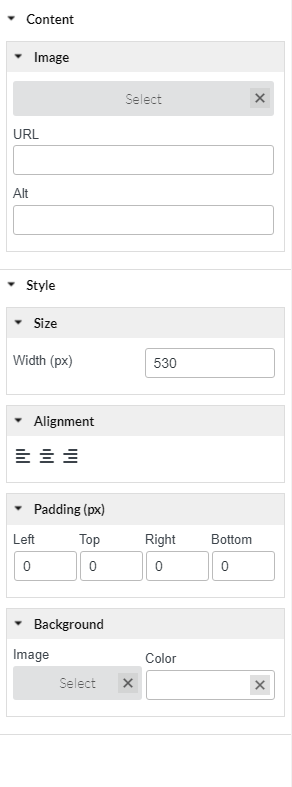 Content
Image
Select
URL
Alt
Style
Size
Width (px) 530
Alignment
Padding (px)
Left Top Right Bottom
0 0 0 0
Background
Image Color
Select